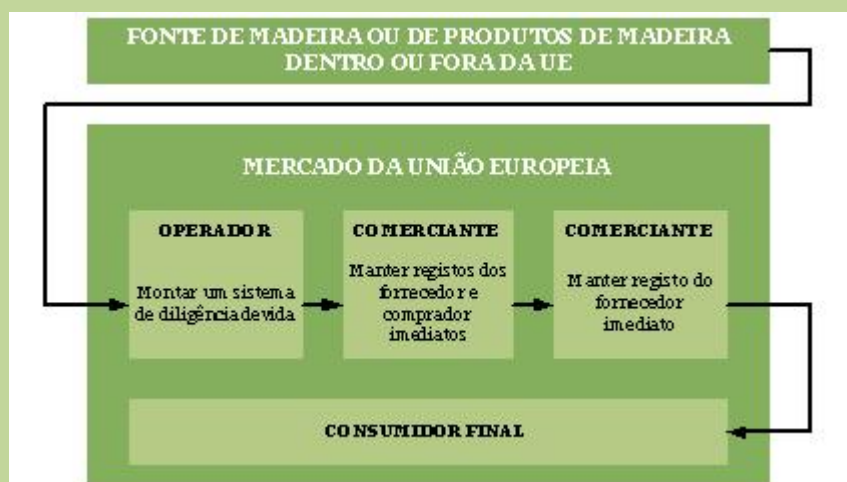 FONTE DE MADEIRA OU DE PRODUTOS DE MADEIRA
DENTRO OU FORA DA UE
MERCADO DA UNIÃO EUROPEIA
OPERADOR
Montar um sistema
de diligência devida
COMERCIANTE
Manter registos dos
fornecedor e
comprador
imediatos
COMERCIANTE
Manter registo do
fornecedor
imediato
CONSUMIDOR FINAL